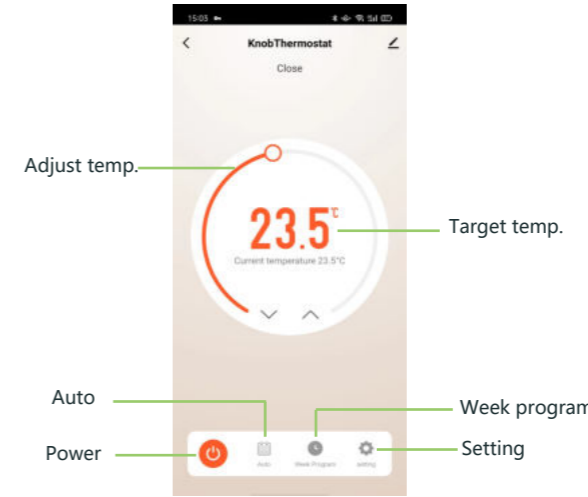 15:03
KnobThermostat
Close
Adjust temp.
23.5℃
Target temp.
Current temperature 23.5°C
Auto
Week program
Power
Setting
Auto
Week Program
setting